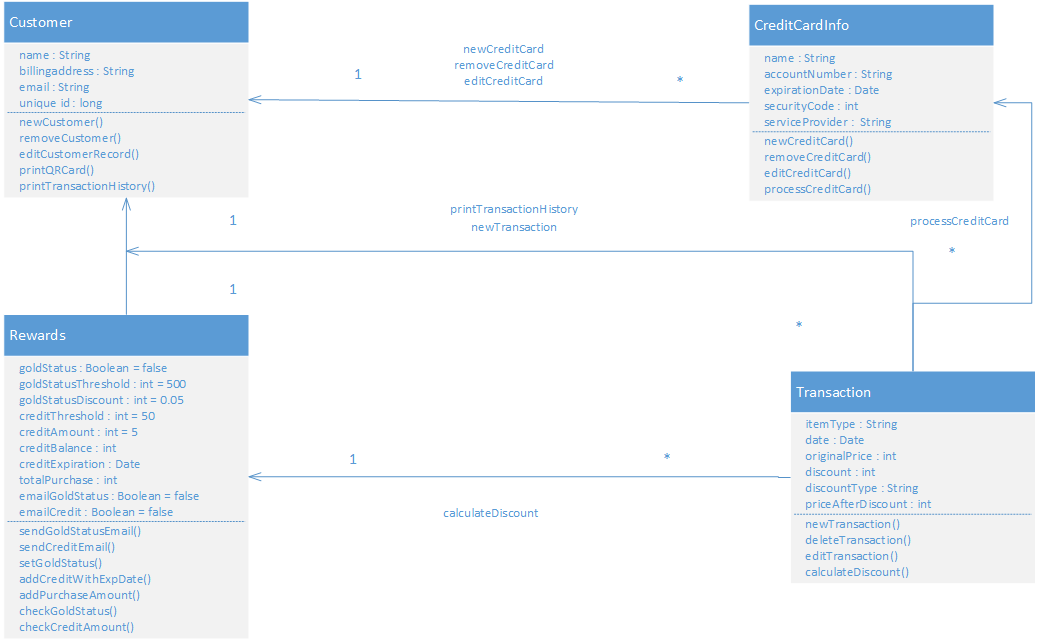 Customer
name : String
billingaddress : String
email : String
unique id : long
newCustomer()
removeCustomer()
editCustomerRecord()
printQRCard()
printTransactionHistory()
newCreditCard
removeCreditCard
editCreditCard
1
*
CreditCardInfo
name : String
accountNumber : String
expirationDate : Date
securityCode : int
serviceProvider : String
newCreditCard()
removeCreditCard()
editCreditCard()
processCreditCard()
1
printTransactionHistory
newTransaction
processCreditCard
*
1
*
Rewards
goldStatus : Boolean = false
goldStatusThreshold : int = 500
goldStatusDiscount : int = 0.05
creditThreshold : int = 50
creditAmount : int = 5
creditBalance : int
creditExpiration : Date
totalPurchase : int
emailGoldStatus : Boolean = false
emailCredit : Boolean = false
sendGoldStatusEmail()
sendCreditEmail()
setGoldStatus()
addCreditWithExpDate()
addPurchaseAmount()
checkGoldStatus()
checkCreditAmount()
1
*
calculateDiscount
Transaction
itemType : String
date : Date
originalPrice : int
discount : int
discountType : String
priceAfterDiscount : int
newTransaction()
deleteTransaction()
editTransaction()
calculateDiscount()